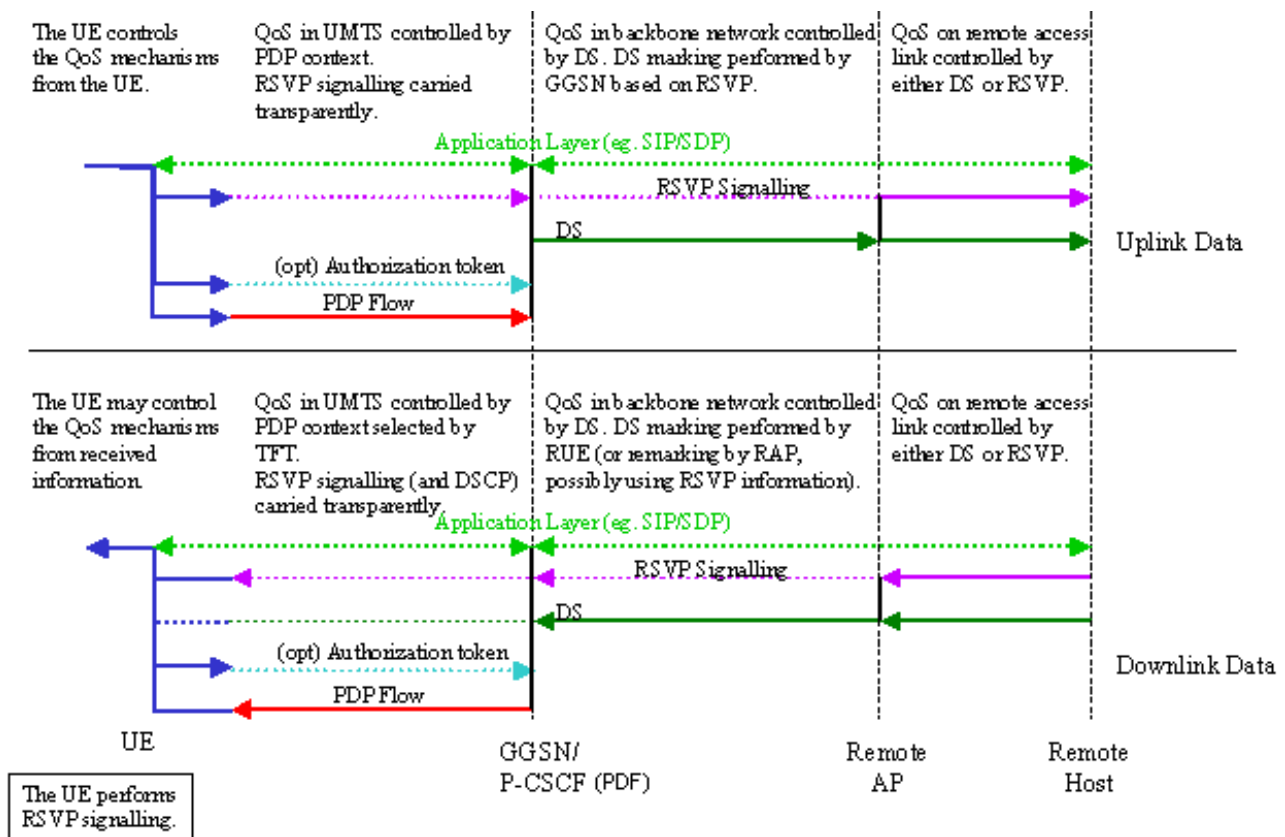 The UE controls
the QoS mechanisms
from the UE.
QoS in UMTS controlled by
PDP context.
RSVP signalling carried
transparently.
QoS in backbone network controlled
by DS. DS marking performed by
GGSN based on RSVP.
QoS on remote access
link controlled by
either DS or RSVP.
Application Layer (eg. SIP/SDP)
RSVP Signalling
DS
Uplink Data
(opt) Authorization token
PDP Flow
The UE may control
the QoS mechanisms
from received
information.
QoS in UMTS controlled by
PDP context selected by
TFT.
RSVP signalling (and DSCP)
carried transparently.
QoS in backbone network controlled
by DS. DS marking performed by
RUE (or remarking by RAP,
possibly using RSVP information).
QoS on remote access
link controlled by
either DS or RSVP.
Application Layer (eg. SIP/SDP)
RSVP Signalling
DS
(opt) Authorization token
Downlink Data
PDP Flow
UE
GGSN/
P-CSCF (PDF)
Remote
AP
Remote
Host
The UE performs
RSVP signalling.